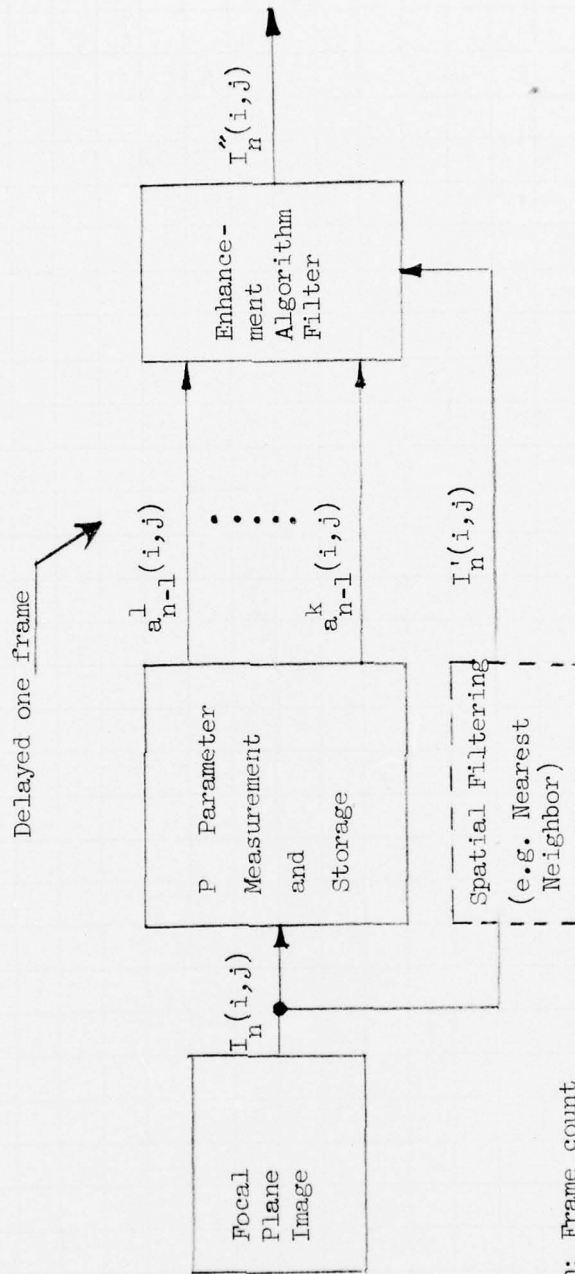 Delayed one frame
Focal
Plane
Image
I_n(i,j)
P Parameter
Measurement
and
Storage
a^1_{n-1}(i,j)
.....
a^k_{n-1}(i,j)
Enhance-
ment
Algorithm
Filter
I″_n(i,j)
Spatial Filtering
(e.g. Nearest
Neighbor)
I'_n(i,j)
n: Frame count